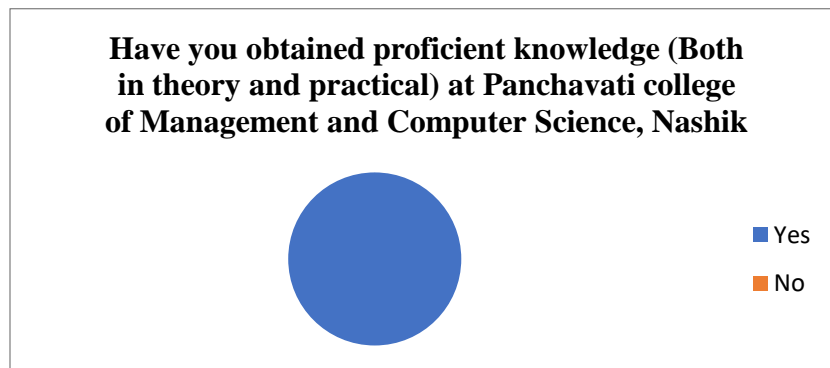 Have you obtained proficient knowledge (Both
in theory and practical) at Panchavati college
of Management and Computer Science, Nashik
Yes
No